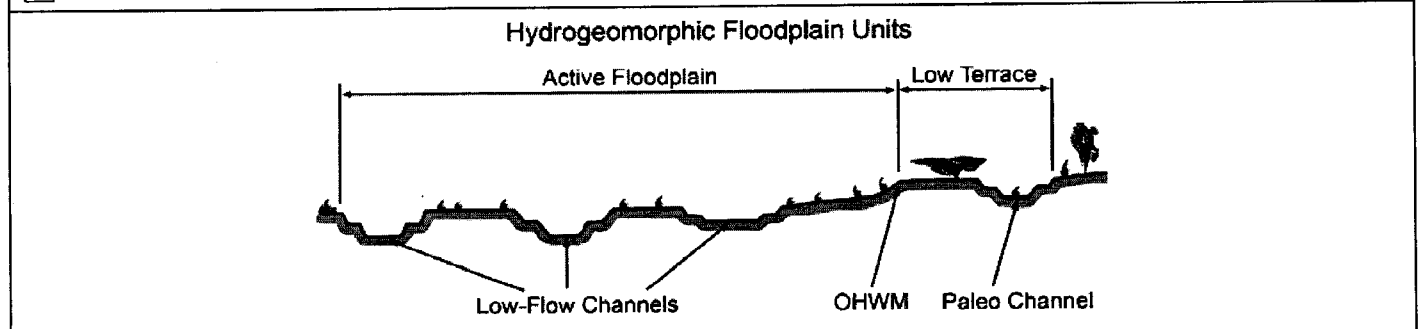 Hydrogeomorphic Floodplain Units
Active Floodplain
Low Terrace
Low-Flow Channels
OHWM
Paleo Channel